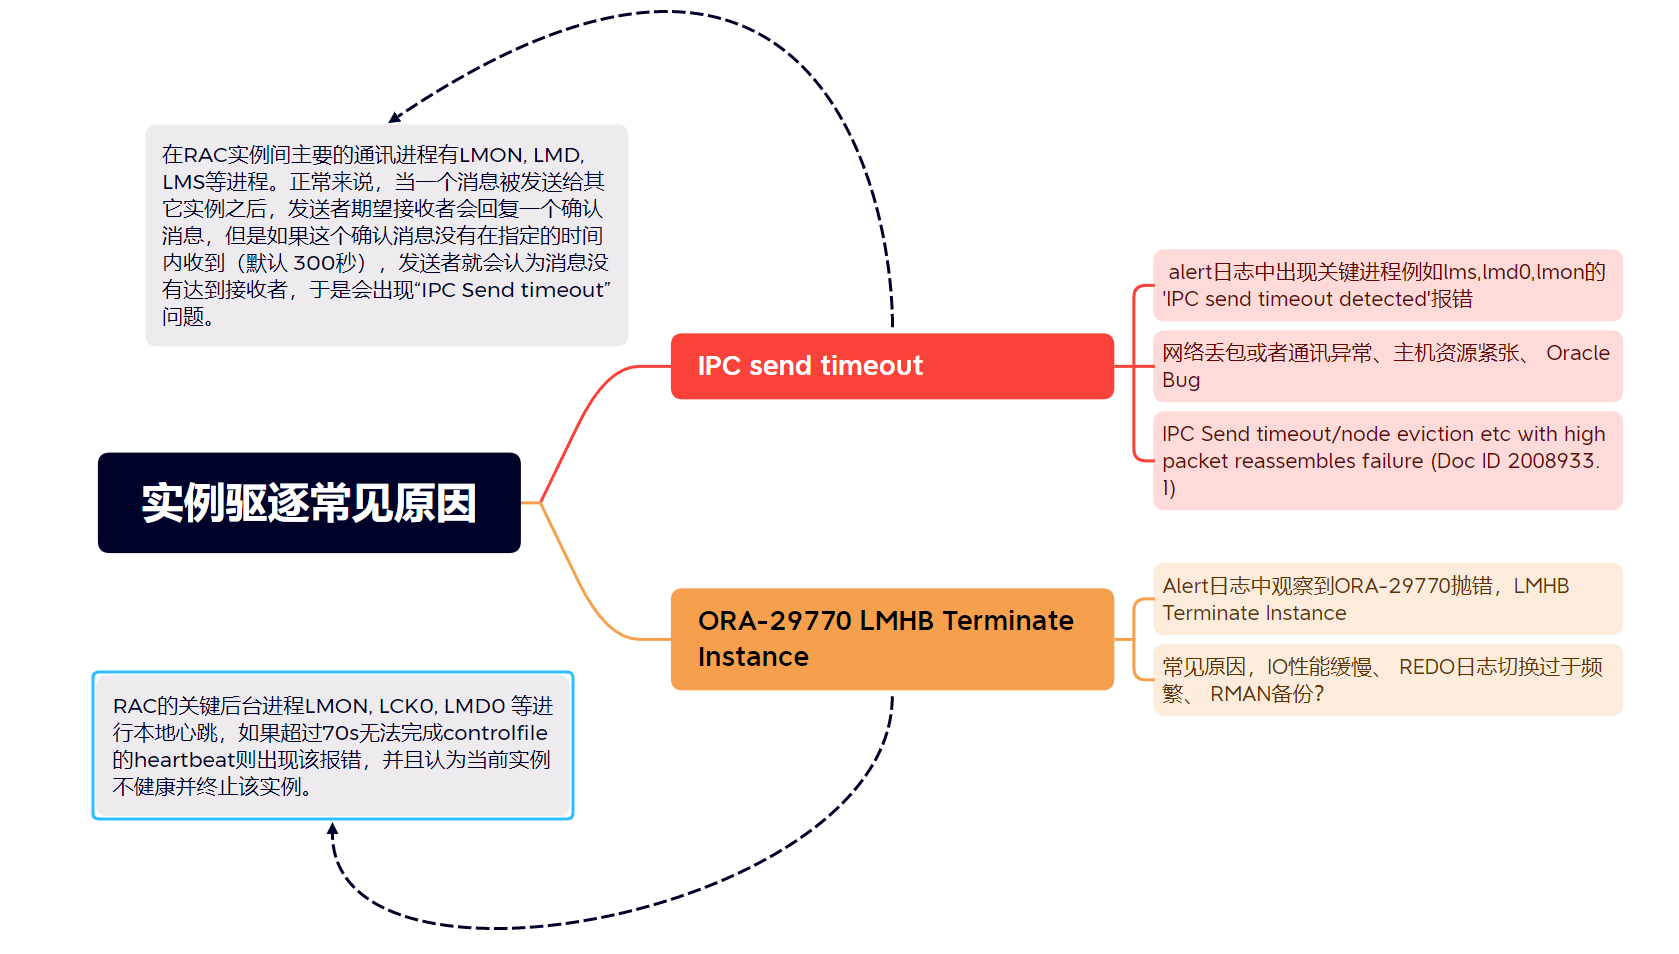 在RAC实例间主要的通讯进程有LMON, LMD,
LMS等进程。正常来说，当一个消息被发送给其
它实例之后，发送者期望接收者会回复一个确认
消息，但是如果这个确认消息没有在指定的时间
内收到（默认 300秒），发送者就会认为消息没
有达到接收者，于是会出现“IPC Send timeout”
问题。
IPC send timeout
alert日志中出现关键进程例如lms,lmd0,lmon的
'IPC send timeout detected'报错
网络丢包或者通讯异常、主机资源紧张、 Oracle
Bug
IPC Send timeout/node eviction etc with high
packet reassembles failure (Doc ID 2008933.
1)
实例驱逐常见原因
ORA-29770 LMHB Terminate
Instance
Alert日志中观察到ORA-29770抛错，LMHB
Terminate Instance
常见原因，IO性能缓慢、 REDO日志切换过于频
繁、 RMAN备份?
RAC的关键后台进程LMON, LCK0, LMD0 等进
行本地心跳，如果超过70s无法完成controlfile
的heartbeat则出现该报错，并且认为当前实例
不健康并终止该实例。